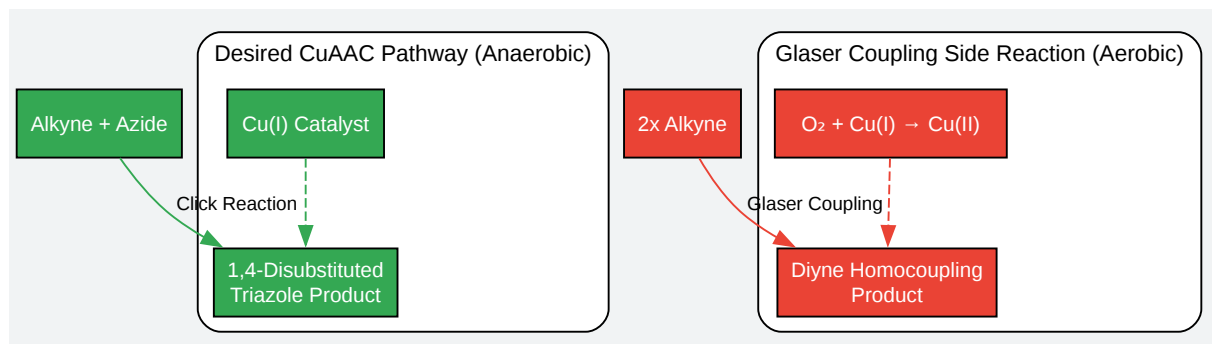 Desired CuAAC Pathway (Anaerobic)
Alkyne + Azide
Cu(I) Catalyst
Click Reaction
1,4-Disubstituted
Triazole Product
Glaser Coupling Side Reaction (Aerobic)
2x Alkyne
O₂ + Cu(I) → Cu(II)
Glaser Coupling
Diyne Homocoupling
Product